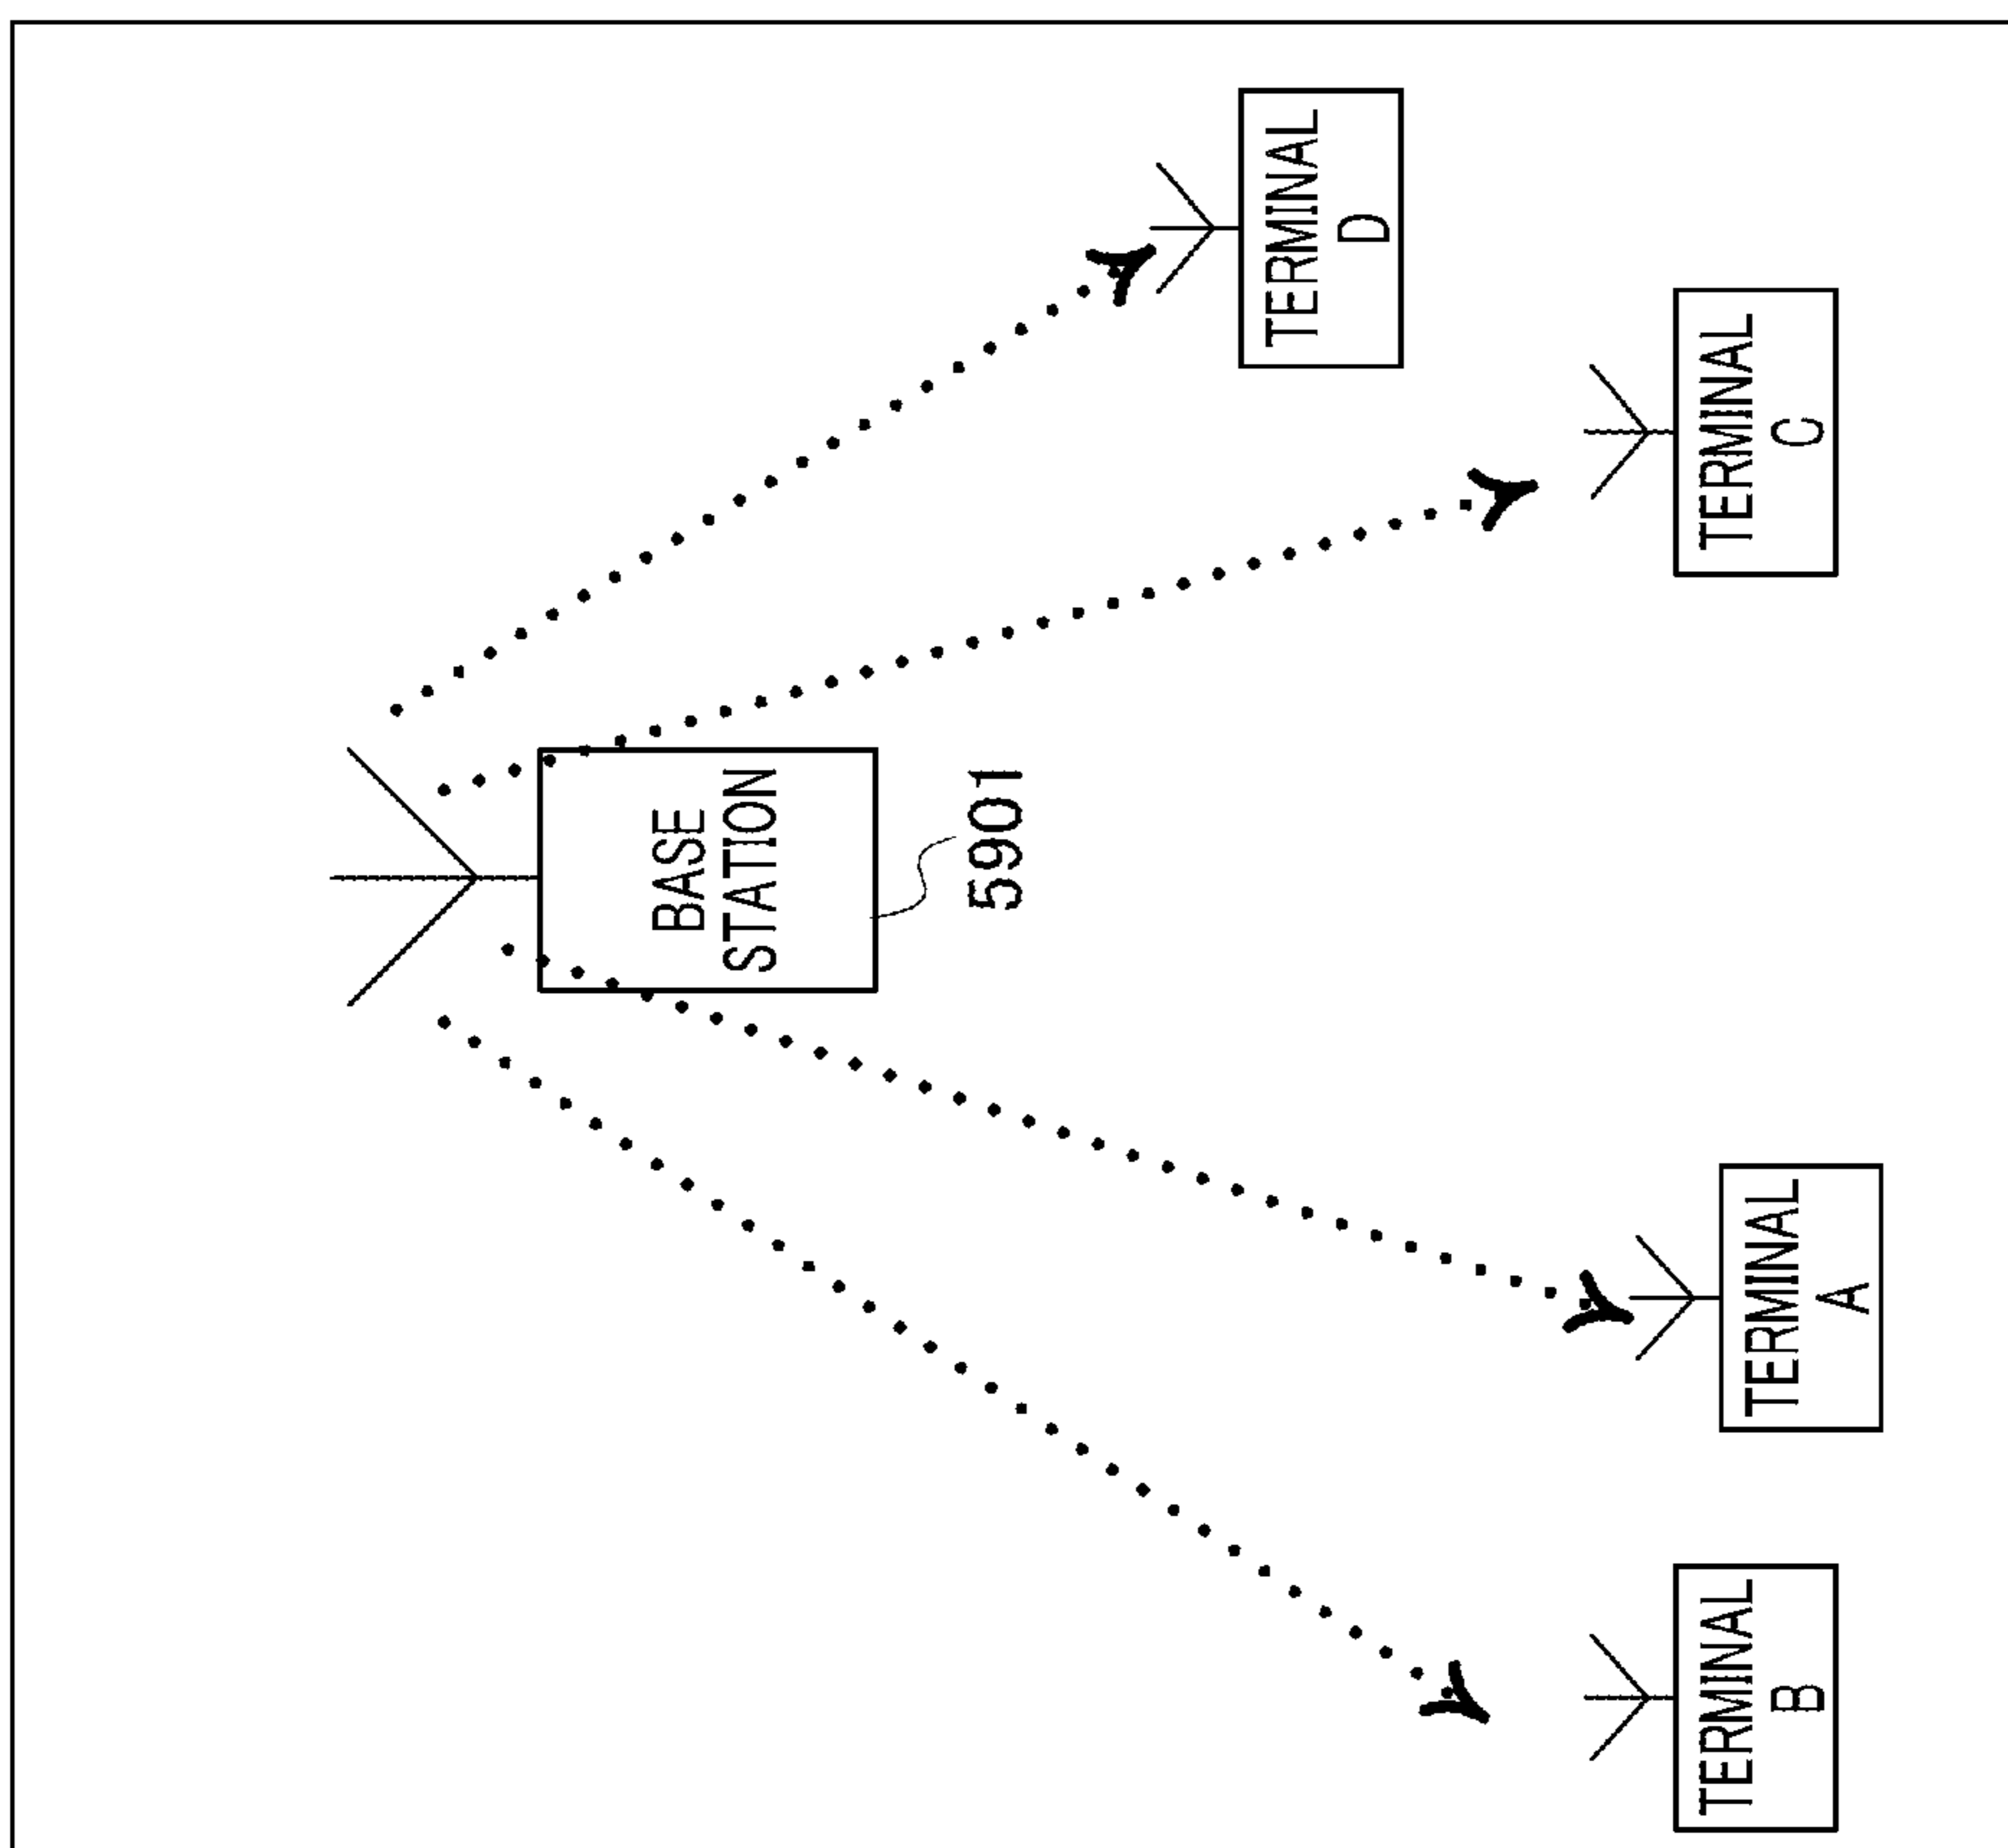 BASE
STATION
5901
TERMINAL
D
TERMINAL
C
TERMINAL
A
TERMINAL
B